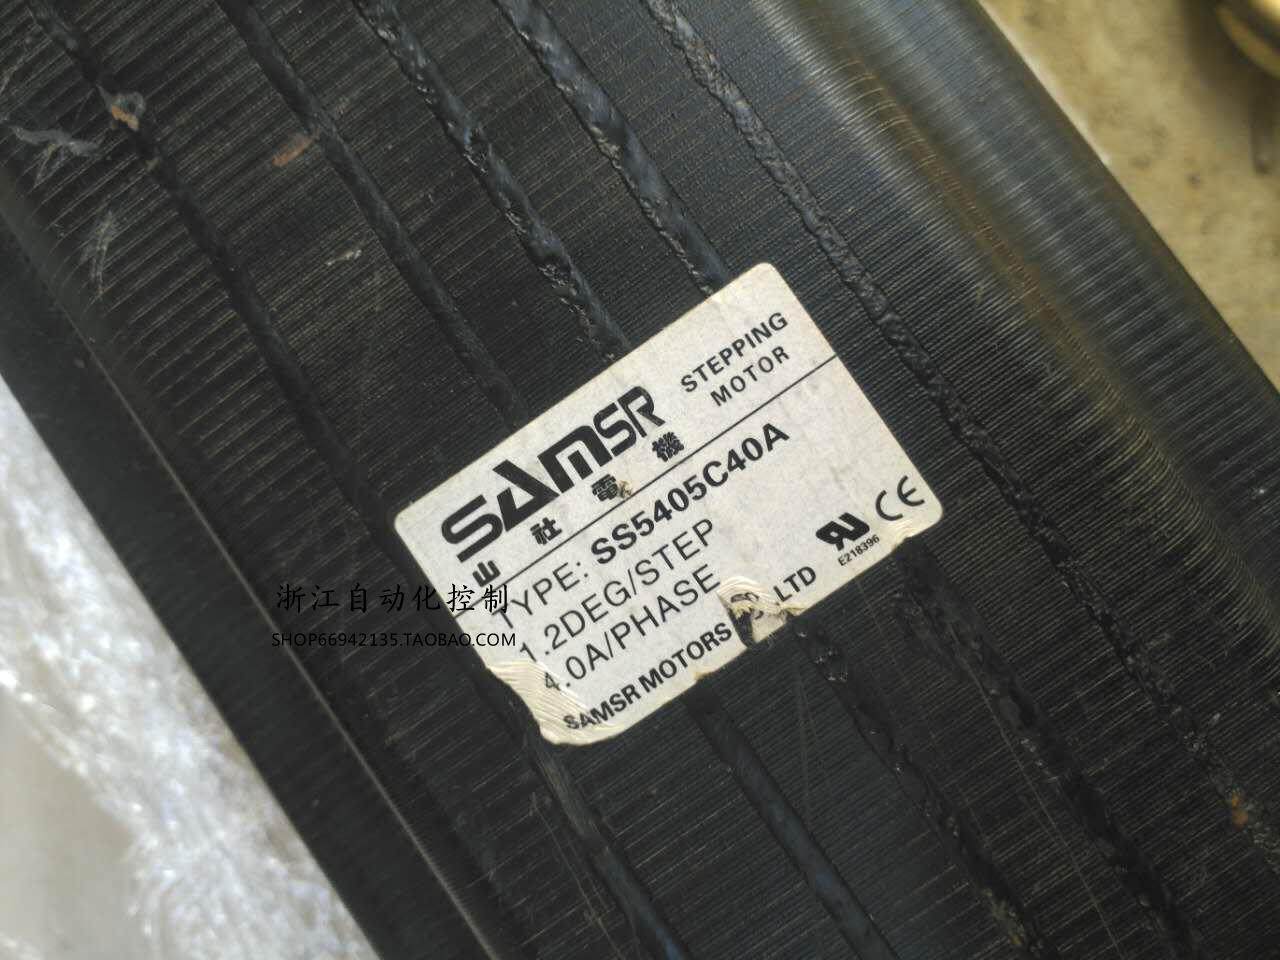 SAMSR
山社電機
STEPPING
MOTOR
TYPE: SS5405C40A
1.2DEG/STEP
4.0A/PHASE
SAMSR MOTORS CO. LTD
E218396
CE
浙江自动化控制
SHOP66942135.TAOBAO.COM